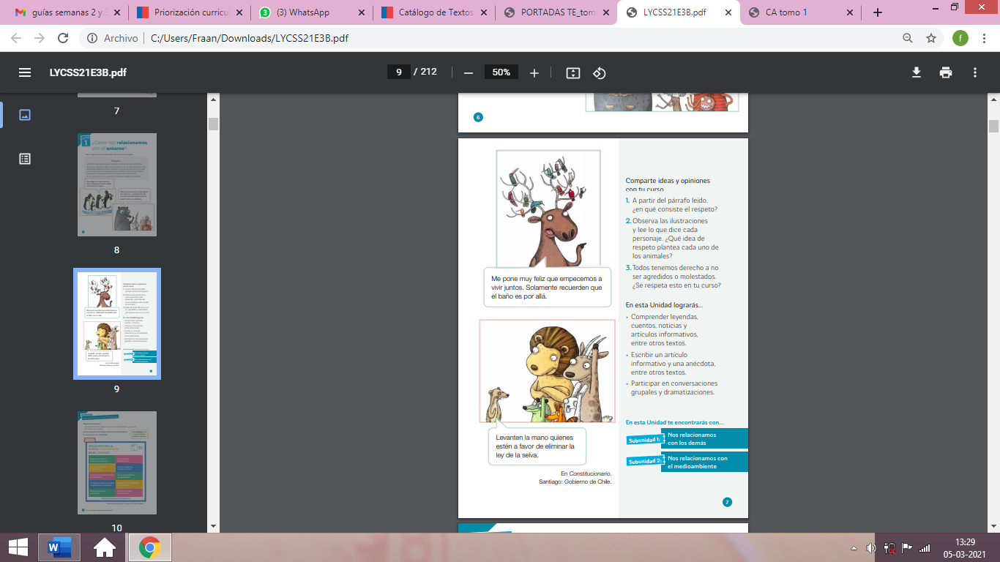 guías semanas 2 y
Priorización curricul
(3) WhatsApp
Catálogo de Textos
PORTADAS TE_tom
LYCSS21E3B.pdf
CA tomo 1
Archivo
C:/Users/Fraan/Downloads/LYCSS21E3B.pdf
f
LYCSS21E3B.pdf
9 / 212
50%
7
1
¿Cómo nos relacionamos
con el entorno?
8
9
10
6
Me pone muy feliz que empecemos a
vivir juntos. Solamente recuerden que
el baño es por allá.
Levanten la mano quienes
estén a favor de eliminar la
ley de la selva.
En Constitucionario.
Santiago: Gobierno de Chile.
Comparte ideas y opiniones
con tu curso
1. A partir del párrafo leído,
¿en qué consiste el respeto?
2. Observa las ilustraciones
y lee lo que dice cada
personaje. ¿Qué idea de
respeto plantea cada uno de
los animales?
3. Todos tenemos derecho a no
ser agredidos o molestados.
¿Se respeta esto en tu curso?
En esta Unidad lograrás...
• Comprender leyendas,
cuentos, noticias y
artículos informativos,
entre otros textos.
• Escribir un artículo
informativo y una anécdota,
entre otros textos.
• Participar en conversaciones
grupales y dramatizaciones.
En esta Unidad te encontrarás con...
Subunidad 1:
Nos relacionamos
con los demás
Subunidad 2:
Nos relacionamos con
el medioambiente
7
13:29
05-03-2021